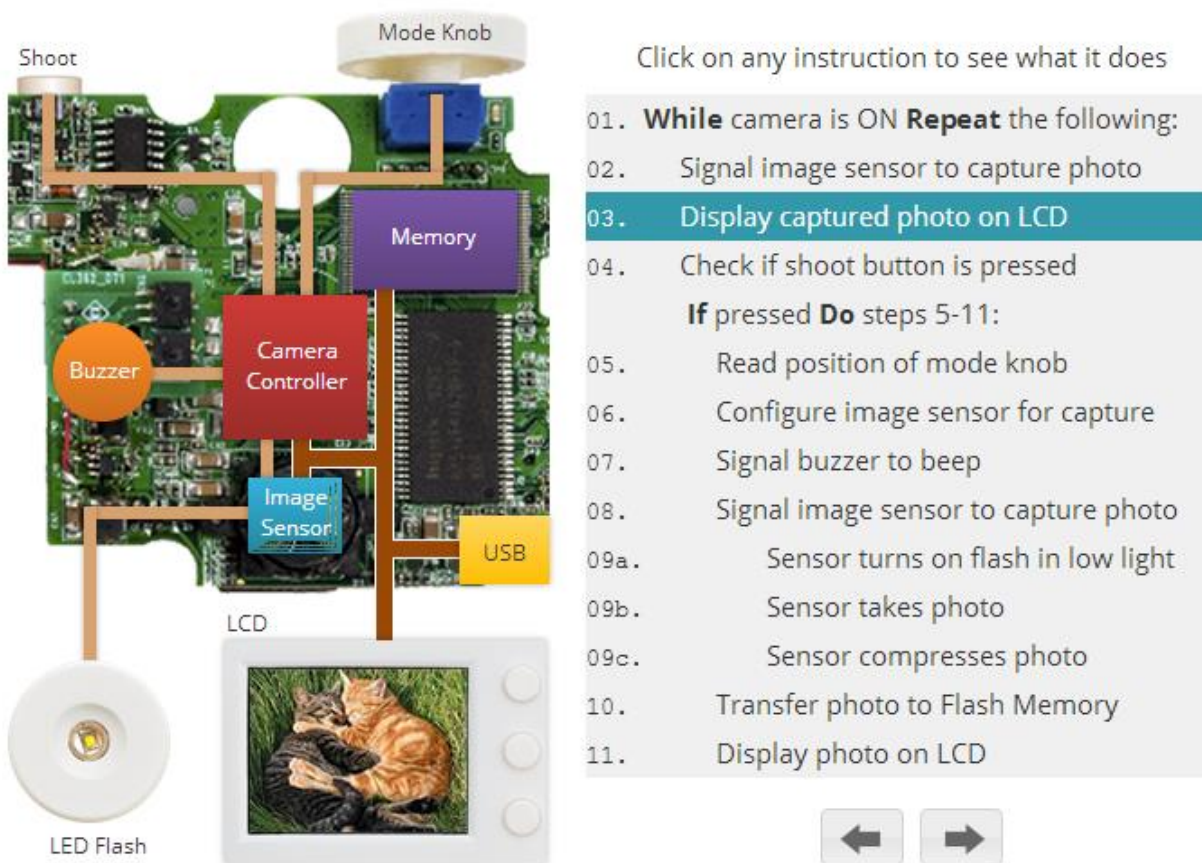 Shoot
Mode Knob
Memory
Camera
Controller
Buzzer
Image
Sensor
USB
LCD
LED Flash
Click on any instruction to see what it does
01. While camera is ON Repeat the following:
02. Signal image sensor to capture photo
03. Display captured photo on LCD
04. Check if shoot button is pressed
If pressed Do steps 5-11:
05. Read position of mode knob
06. Configure image sensor for capture
07. Signal buzzer to beep
08. Signal image sensor to capture photo
09a. Sensor turns on flash in low light
09b. Sensor takes photo
09c. Sensor compresses photo
10. Transfer photo to Flash Memory
11. Display photo on LCD